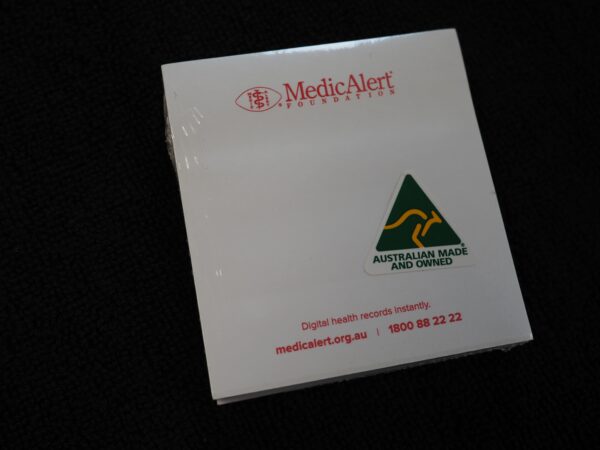 MedicAlert®
FOUNDATION
AUSTRALIAN MADE
AND OWNED
Digital health records instantly.
medicalert.org.au | 1800 88 22 22